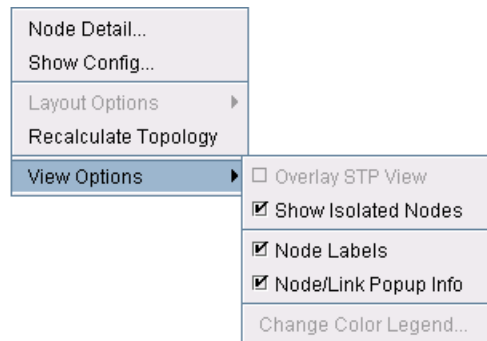 Node Detail...
Show Config...
Layout Options
Recalculate Topology
View Options
Overlay STP View
Show Isolated Nodes
Node Labels
Node/Link Popup Info
Change Color Legend...